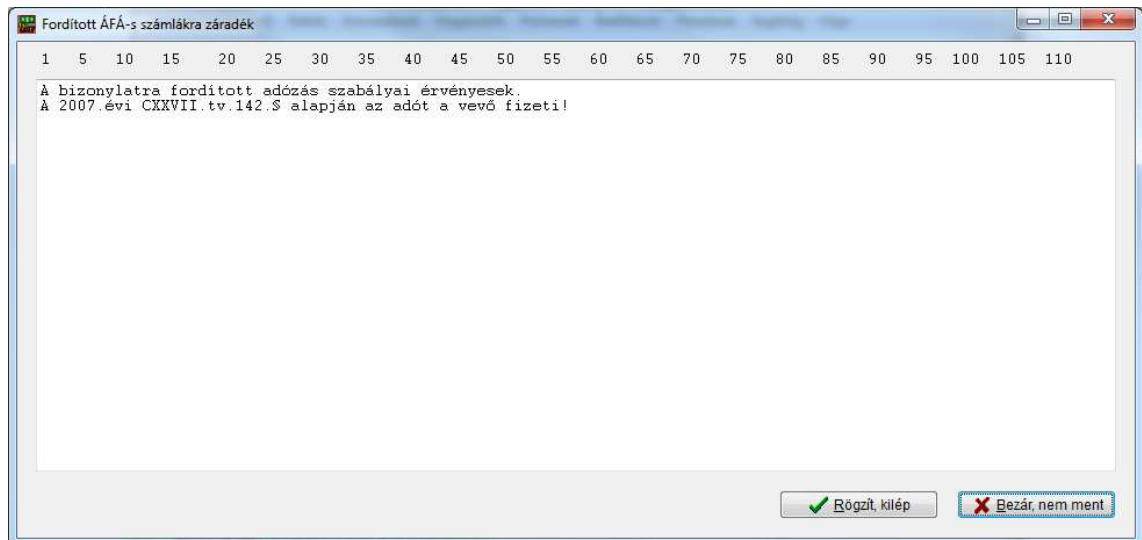 Fordított ÁFÁ-s számlákra záradék
1 5 10 15 20 25 30 35 40 45 50 55 60 65 70 75 80 85 90 95 100 105 110
A bizonylatra fordított adózás szabályai érvényesek.
A 2007.évi CXXVII.tv.142.§ alapján az adót a vevő fizeti!
Rögzít, kilép
Bezár, nem ment